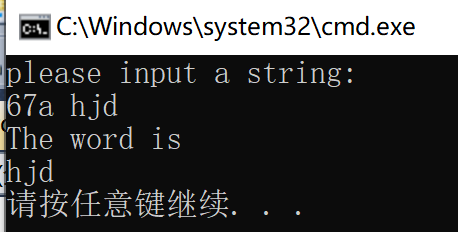 C:\Windows\system32\cmd.exe
please input a string:
67a hjd
The word is
hjd
请按任意键继续. . .